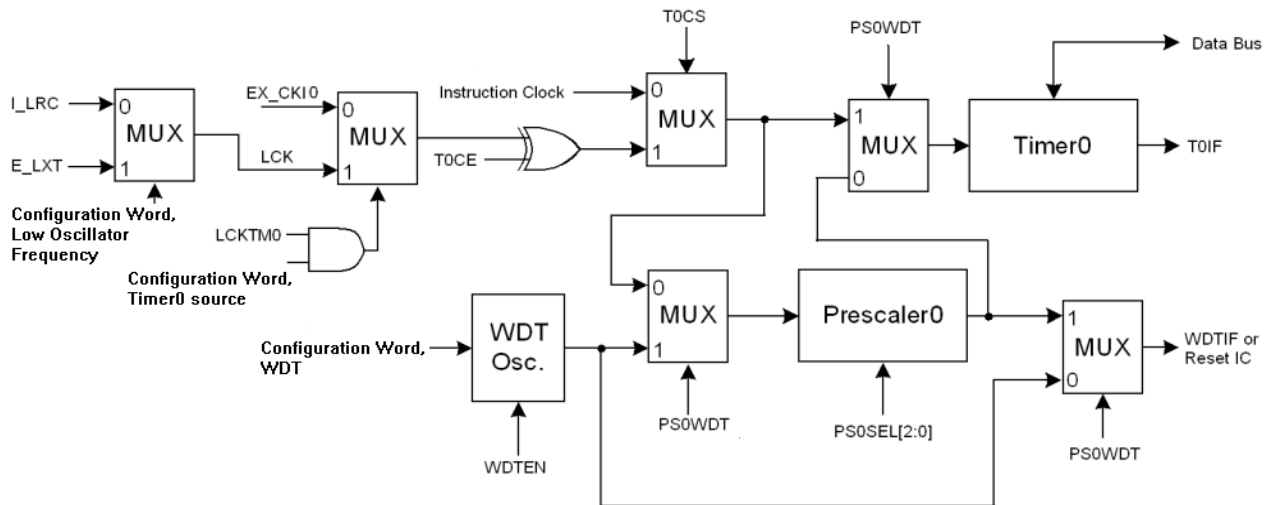 T0CS
PS0WDT
Data Bus
I_LRC
0
MUX
1
E_LXT
EX_CKI0
0
MUX
LCK
1
T0CE
Instruction Clock
0
MUX
1
1
MUX
0
Timer0
T0IF
Configuration Word,
Low Oscillator
Frequency
LCKTM0
Configuration Word,
Timer0 source
Configuration Word,
WDT
WDT
Osc.
WDTEN
0
MUX
1
PS0WDT
Prescaler0
PS0SEL[2:0]
1
MUX
0
WDTIF or
Reset IC
PS0WDT